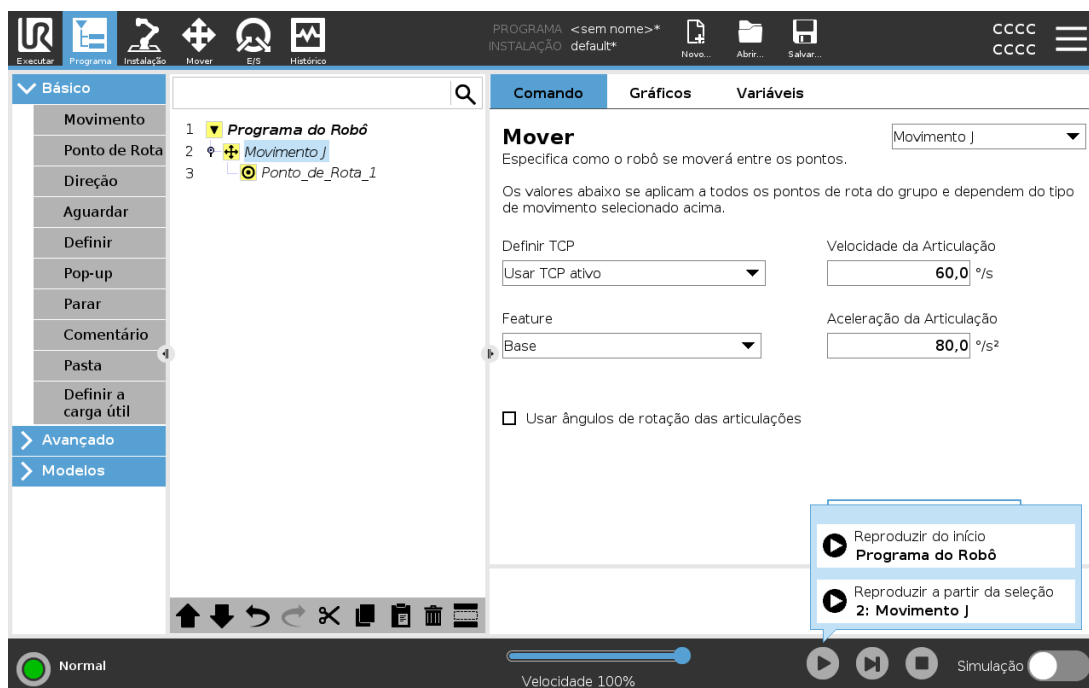 UR
Executar
Programa
Instalação
Mover
E/S
Histórico
PROGRAMA <sem nome>*
INSTALAÇÃO default*
Novo...
Abrir...
Salvar...
CCCC
CCCC
Básico
Movimento
Ponto de Rota
Direção
Aguardar
Definir
Pop-up
Parar
Comentário
Pasta
Definir a
carga útil
Avançado
Modelos
1 Programa do Robô
2 Movimento J
3 Ponto_de_Rota_1
Comando Gráficos Variáveis
Mover
Movimento J
Especifica como o robô se moverá entre os pontos.
Os valores abaixo se aplicam a todos os pontos de rota do grupo e dependem do tipo
de movimento selecionado acima.
Definir TCP
Usar TCP ativo
Velocidade da Articulação
60,0 °/s
Feature
Base
Aceleração da Articulação
80,0 °/s²
Usar ângulos de rotação das articulações
Reproduzir do início
Programa do Robô
Reproduzir a partir da seleção
2: Movimento J
Normal
Velocidade 100%
Simulação